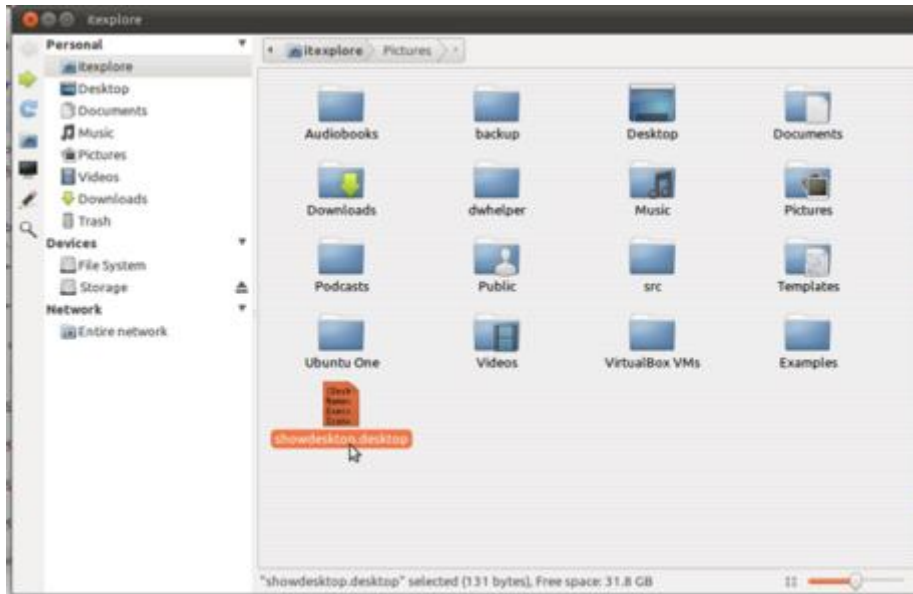 itexplore
Personal
itexplore
Desktop
Documents
Music
Pictures
Videos
Downloads
Trash
Devices
File System
Storage
Network
Entire network
itexplore Pictures
Audiobooks backup Desktop Documents
Downloads dwhelper Music Pictures
Podcasts Public src Templates
Ubuntu One Videos VirtualBox VMs Examples
showdesktop.desktop
"showdesktop.desktop" selected (131 bytes), Free space: 31.8 GB